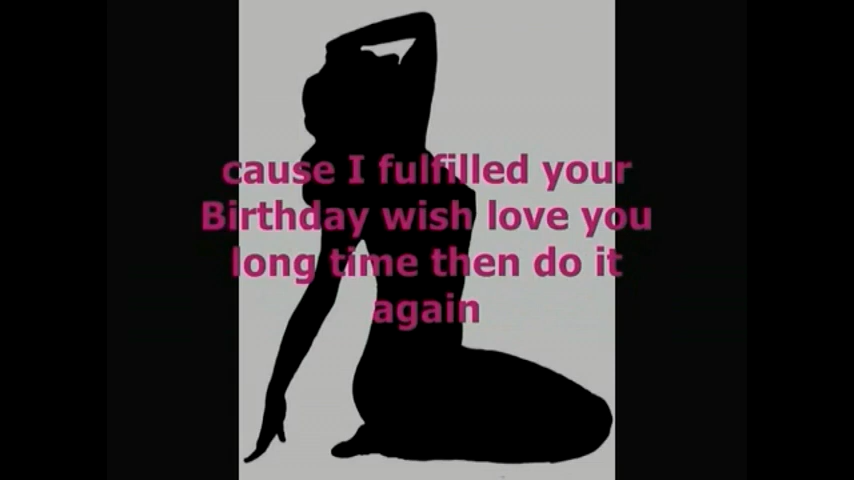 cause I fulfilled your
Birthday wish love you
long time then do it
again